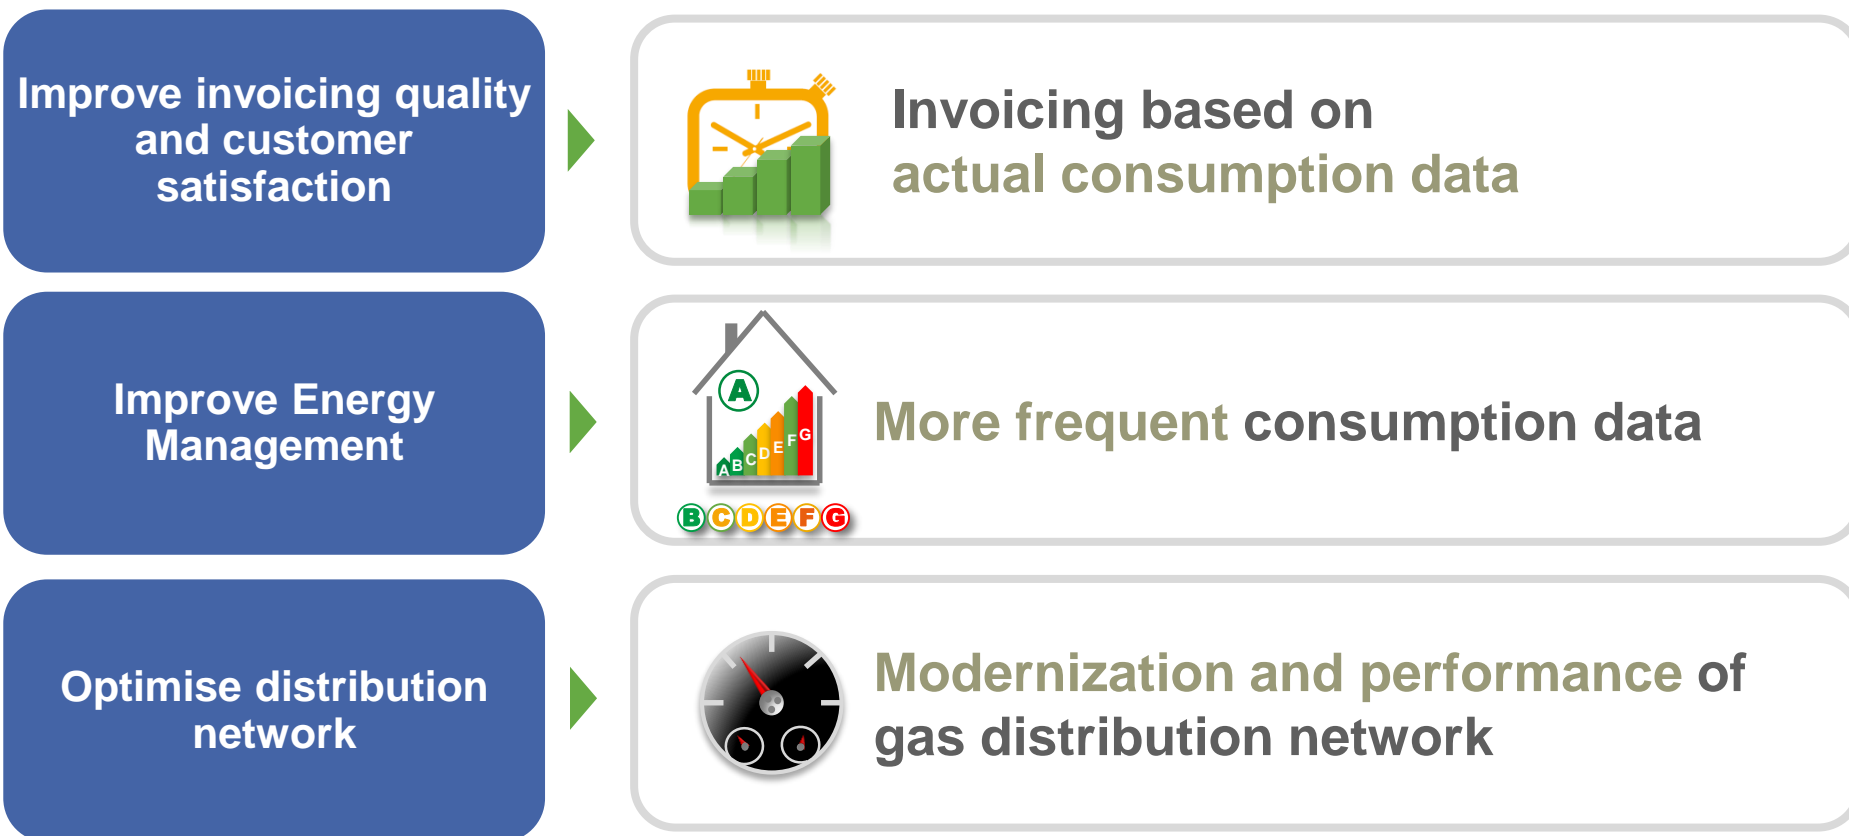 Improve invoicing quality
and customer
satisfaction
Invoicing based on
actual consumption data
Improve Energy
Management
A
A B C D E F G
B C D E F G
More frequent consumption data
Optimise distribution
network
Modernization and performance of
gas distribution network